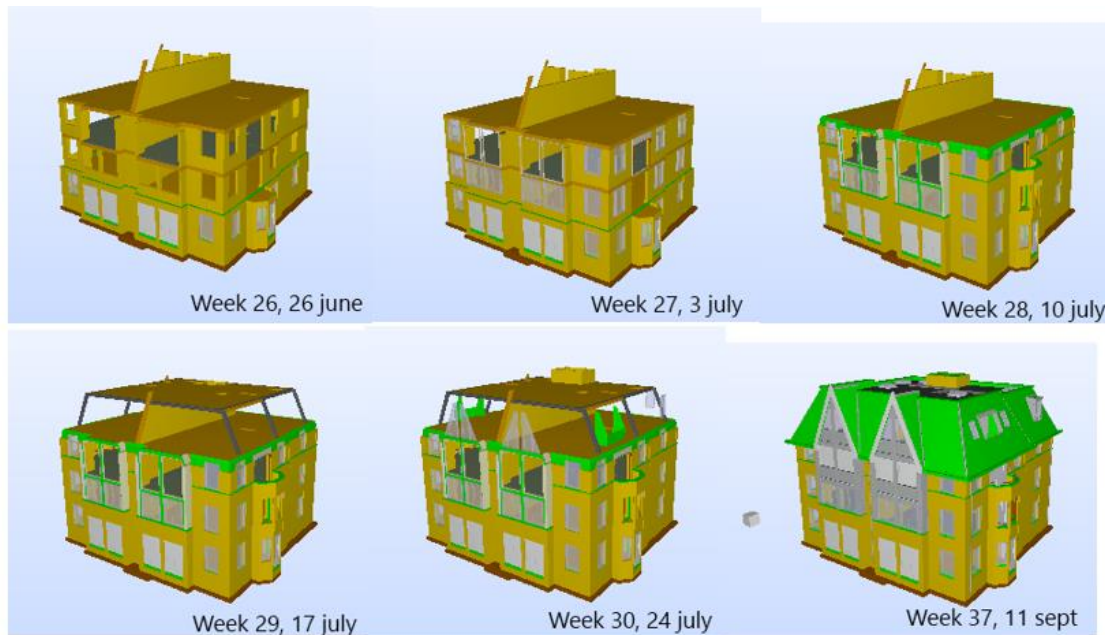 Week 26, 26 june
Week 27, 3 july
Week 28, 10 july
Week 29, 17 july
Week 30, 24 july
Week 37, 11 sept